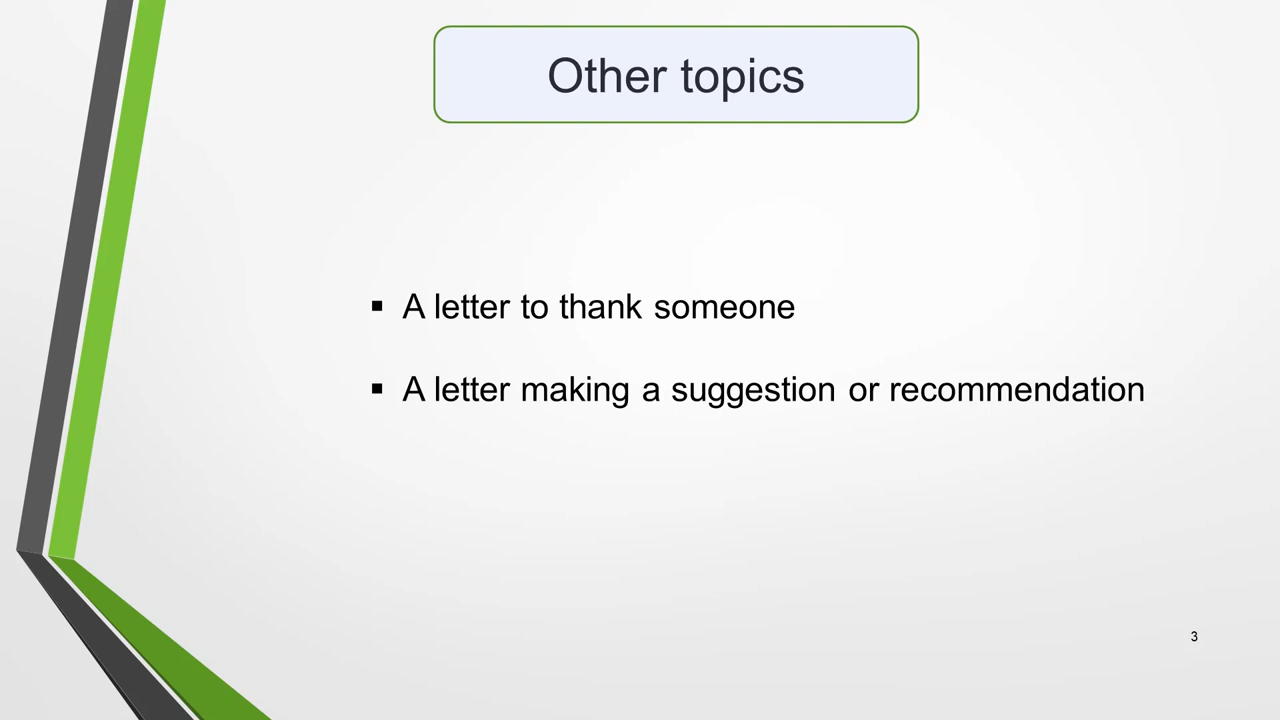 Other topics
▪ A letter to thank someone
▪ A letter making a suggestion or recommendation
3